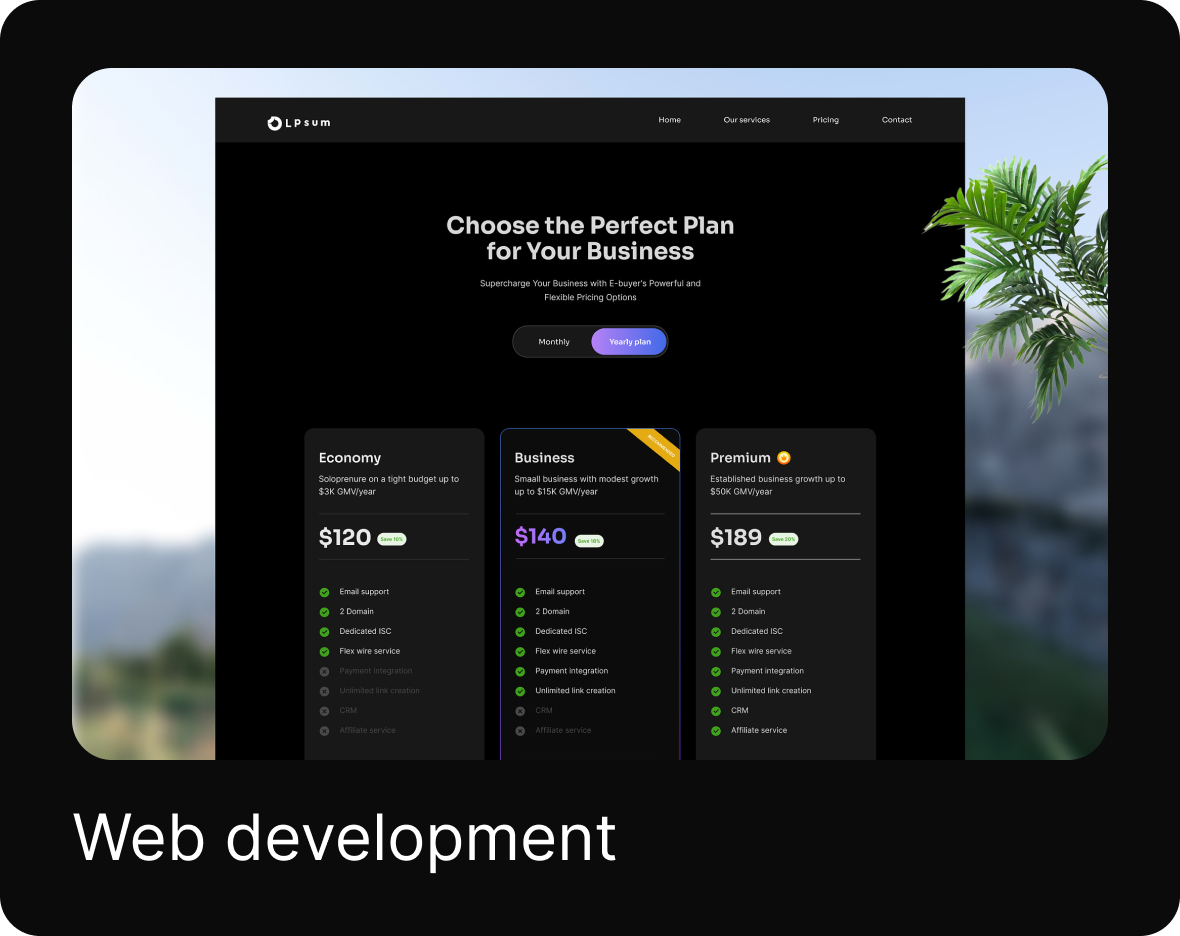 LPsum
Home
Our services
Pricing
Contact
Choose the Perfect Plan
for Your Business
Supercharge Your Business with E-buyer's Powerful and
Flexible Pricing Options
Monthly
Yearly plan
Economy
Soloprenure on a tight budget up to
$3K GMV/year
$120
Save 10%
Email support
2 Domain
Dedicated ISC
Flex wire service
Payment integration
Unlimited link creation
CRM
Affiliate service
RECOMMENDED
Business
Smaall business with modest growth
up to $15K GMV/year
$140
Save 18%
Email support
2 Domain
Dedicated ISC
Flex wire service
Payment integration
Unlimited link creation
CRM
Affiliate service
Premium
Established business growth up to
$50K GMV/year
$189
Save 20%
Email support
2 Domain
Dedicated ISC
Flex wire service
Payment integration
Unlimited link creation
CRM
Affiliate service
Web development